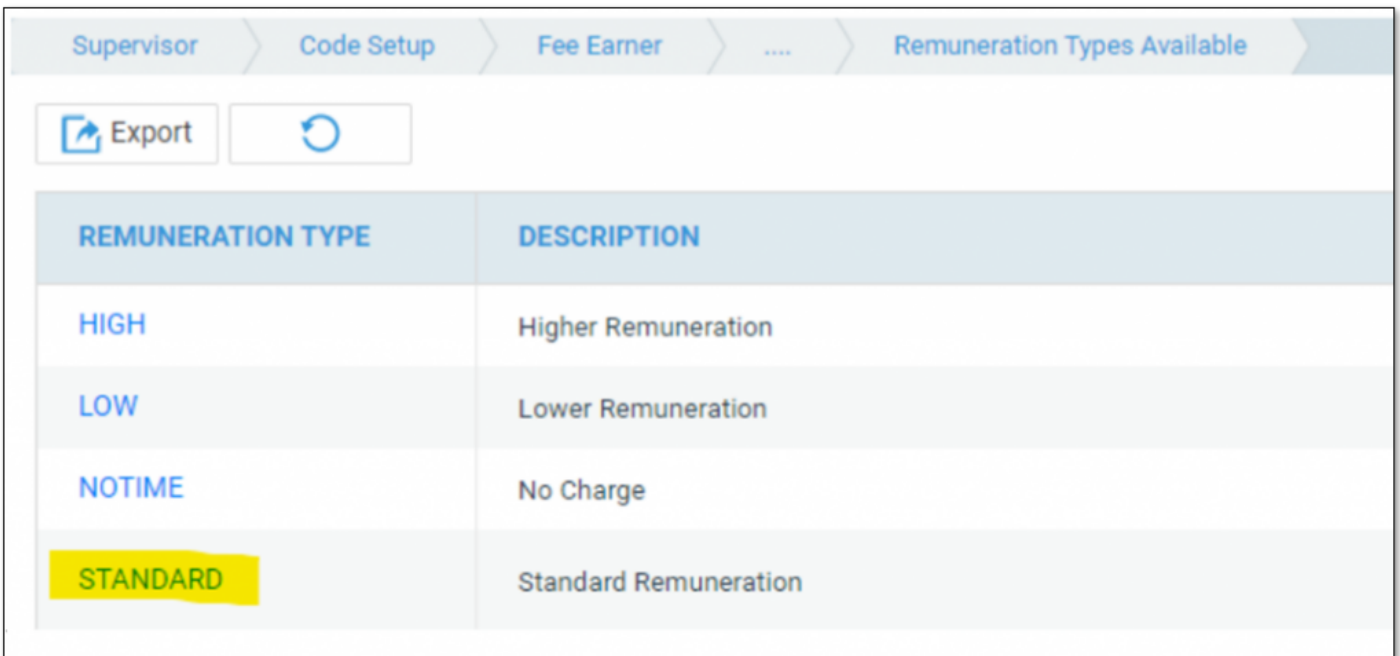 Supervisor Code Setup Fee Earner .... Remuneration Types Available
Export
REMUNERATION TYPE DESCRIPTION
HIGH Higher Remuneration
LOW Lower Remuneration
NOTIME No Charge
STANDARD Standard Remuneration